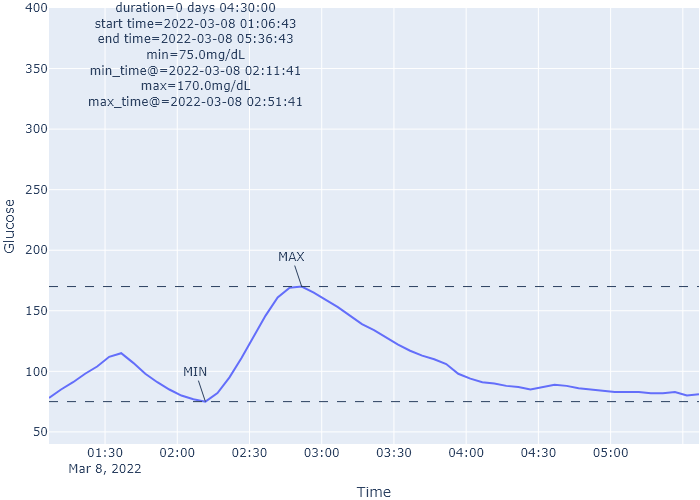 duration=0 days 04:30:00
start time=2022-03-08 01:06:43
end time=2022-03-08 05:36:43
min=75.0mg/dL
min_time@=2022-03-08 02:11:41
max=170.0mg/dL
max_time@=2022-03-08 02:51:41
400
350
300
250
200
150
100
50
Glucose
MAX
MIN
01:30
02:00
02:30
03:00
03:30
04:00
04:30
05:00
Mar 8, 2022
Time